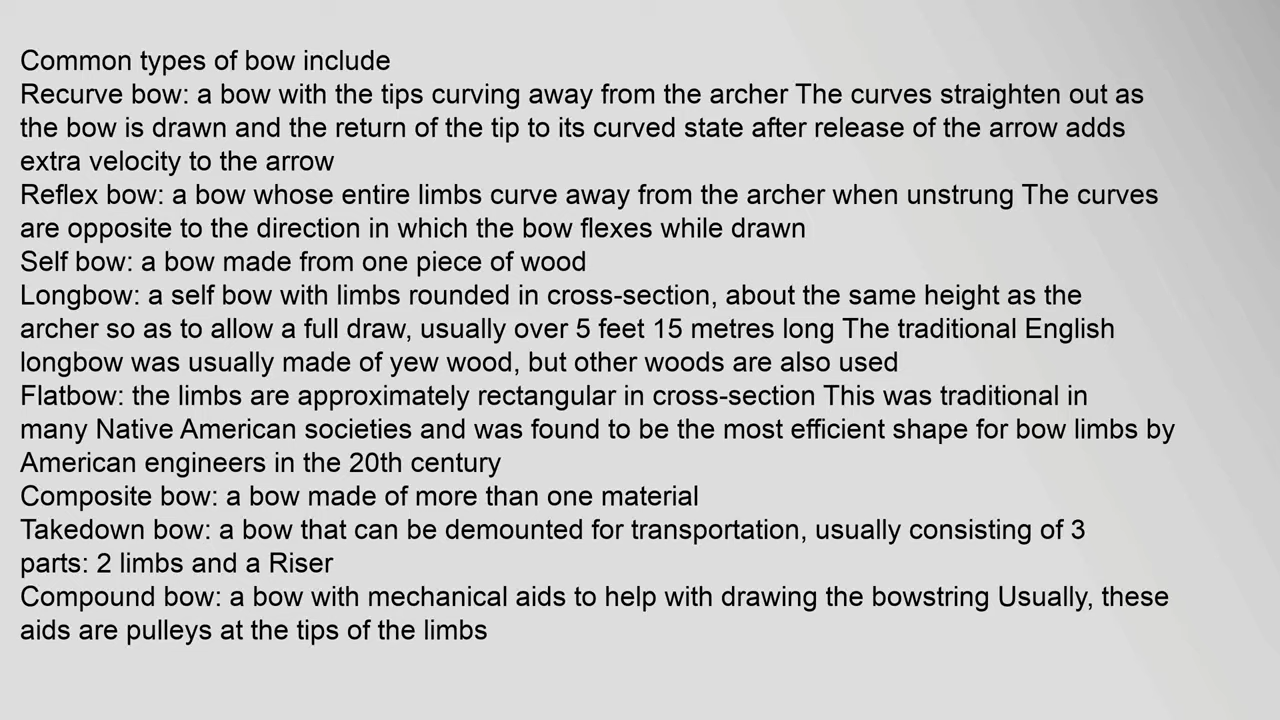 Common types of bow include
Recurve bow: a bow with the tips curving away from the archer The curves straighten out as
the bow is drawn and the return of the tip to its curved state after release of the arrow adds
extra velocity to the arrow
Reflex bow: a bow whose entire limbs curve away from the archer when unstrung The curves
are opposite to the direction in which the bow flexes while drawn
Self bow: a bow made from one piece of wood
Longbow: a self bow with limbs rounded in cross-section, about the same height as the
archer so as to allow a full draw, usually over 5 feet 15 metres long The traditional English
longbow was usually made of yew wood, but other woods are also used
Flatbow: the limbs are approximately rectangular in cross-section This was traditional in
many Native American societies and was found to be the most efficient shape for bow limbs by
American engineers in the 20th century
Composite bow: a bow made of more than one material
Takedown bow: a bow that can be demounted for transportation, usually consisting of 3
parts: 2 limbs and a Riser
Compound bow: a bow with mechanical aids to help with drawing the bowstring Usually, these
aids are pulleys at the tips of the limbs